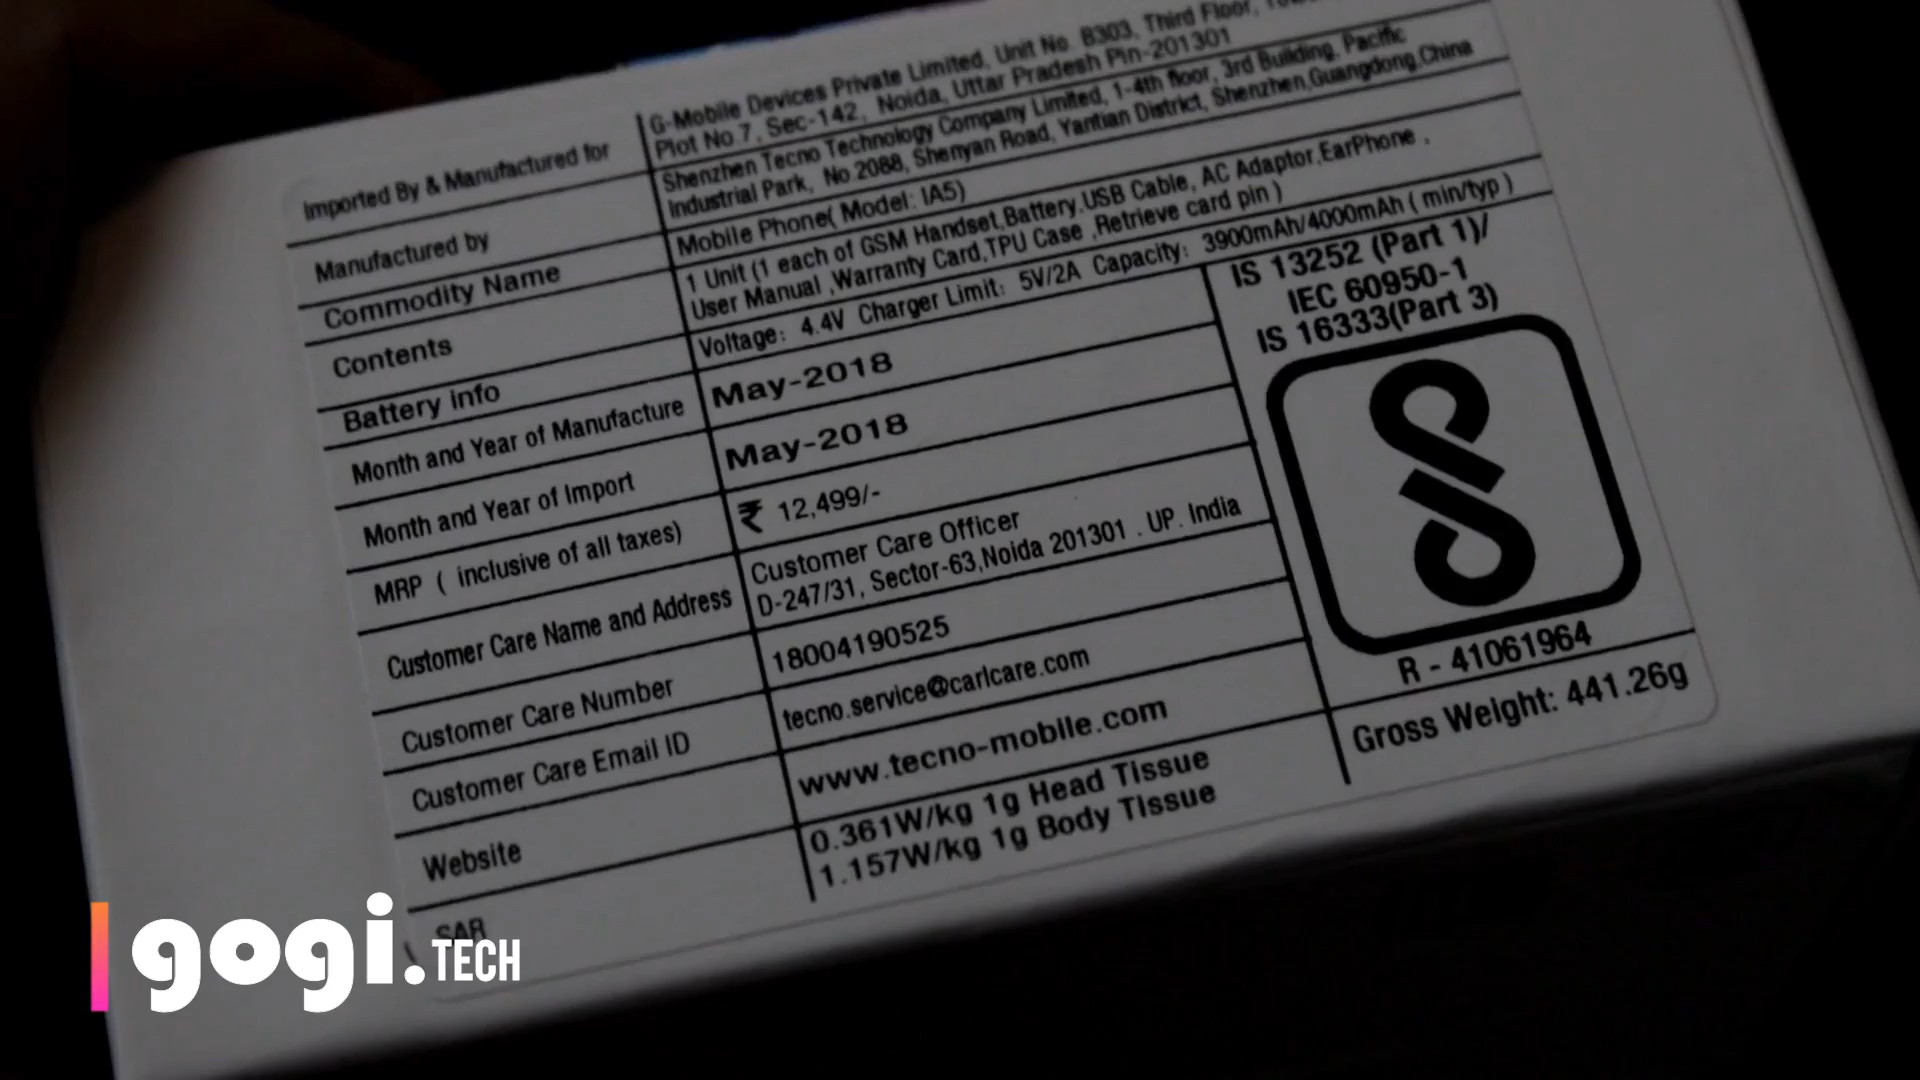 Imported By & Manufactured for
G-Mobile Devices Private Limited, Unit No. B303, Third Floor,
Plot No.7, Sec-142, Noida, Uttar Pradesh Pin-201301
Manufactured by
Shenzhen Tecno Technology Company Limited, 1-4th floor, 3rd Building, Pacific
Industrial Park, No 2088, Shenyan Road, Yantian District, Shenzhen,Guangdong,China
Commodity Name
Mobile Phone( Model: IA5)
Contents
1 Unit (1 each of GSM Handset,Battery.USB Cable, AC Adaptor.EarPhone .
User Manual ,Warranty Card,TPU Case ,Retrieve card pin )
Battery info
Voltage: 4.4V Charger Limit: 5V/2A Capacity: 3900mAh/4000mAh ( min/typ )
Month and Year of Manufacture
May-2018
Month and Year of Import
May-2018
MRP ( inclusive of all taxes)
₹ 12,499/-
Customer Care Name and Address
Customer Care Officer
D-247/31, Sector-63,Noida 201301 . UP. India
Customer Care Number
18004190525
Customer Care Email ID
tecno.service@carlcare.com
Website
www.tecno-mobile.com
SAR
0.361W/kg 1g Head Tissue
1.157W/kg 1g Body Tissue
IS 13252 (Part 1)/
IEC 60950-1
IS 16333(Part 3)
R - 41061964
Gross Weight: 441.26g
gogi.TECH